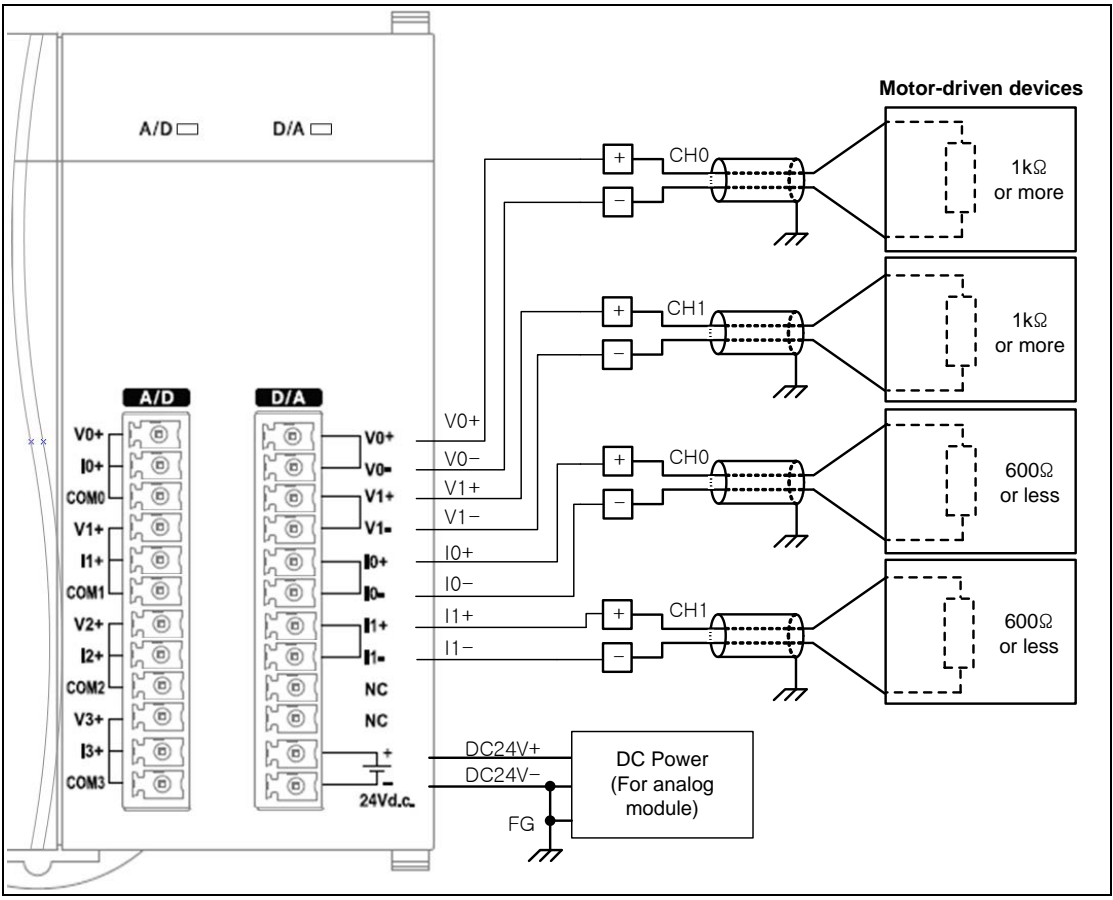 Motor-driven devices
A/D
D/A
+
CH0
−
1kΩ
or more
+
CH1
−
1kΩ
or more
A/D
D/A
V0+
I0+
COM0
V1+
I1+
COM1
V2+
I2+
COM2
V3+
I3+
COM3
V0+
V0-
V1+
V1-
I0+
I0-
I1+
I1-
NC
NC
+
-
24Vd.c.
V0+
V0−
V1+
V1−
I0+
I0−
I1+
I1−
+
CH0
−
600Ω
or less
+
CH1
−
600Ω
or less
DC24V+
DC24V−
FG
DC Power
(For analog
module)